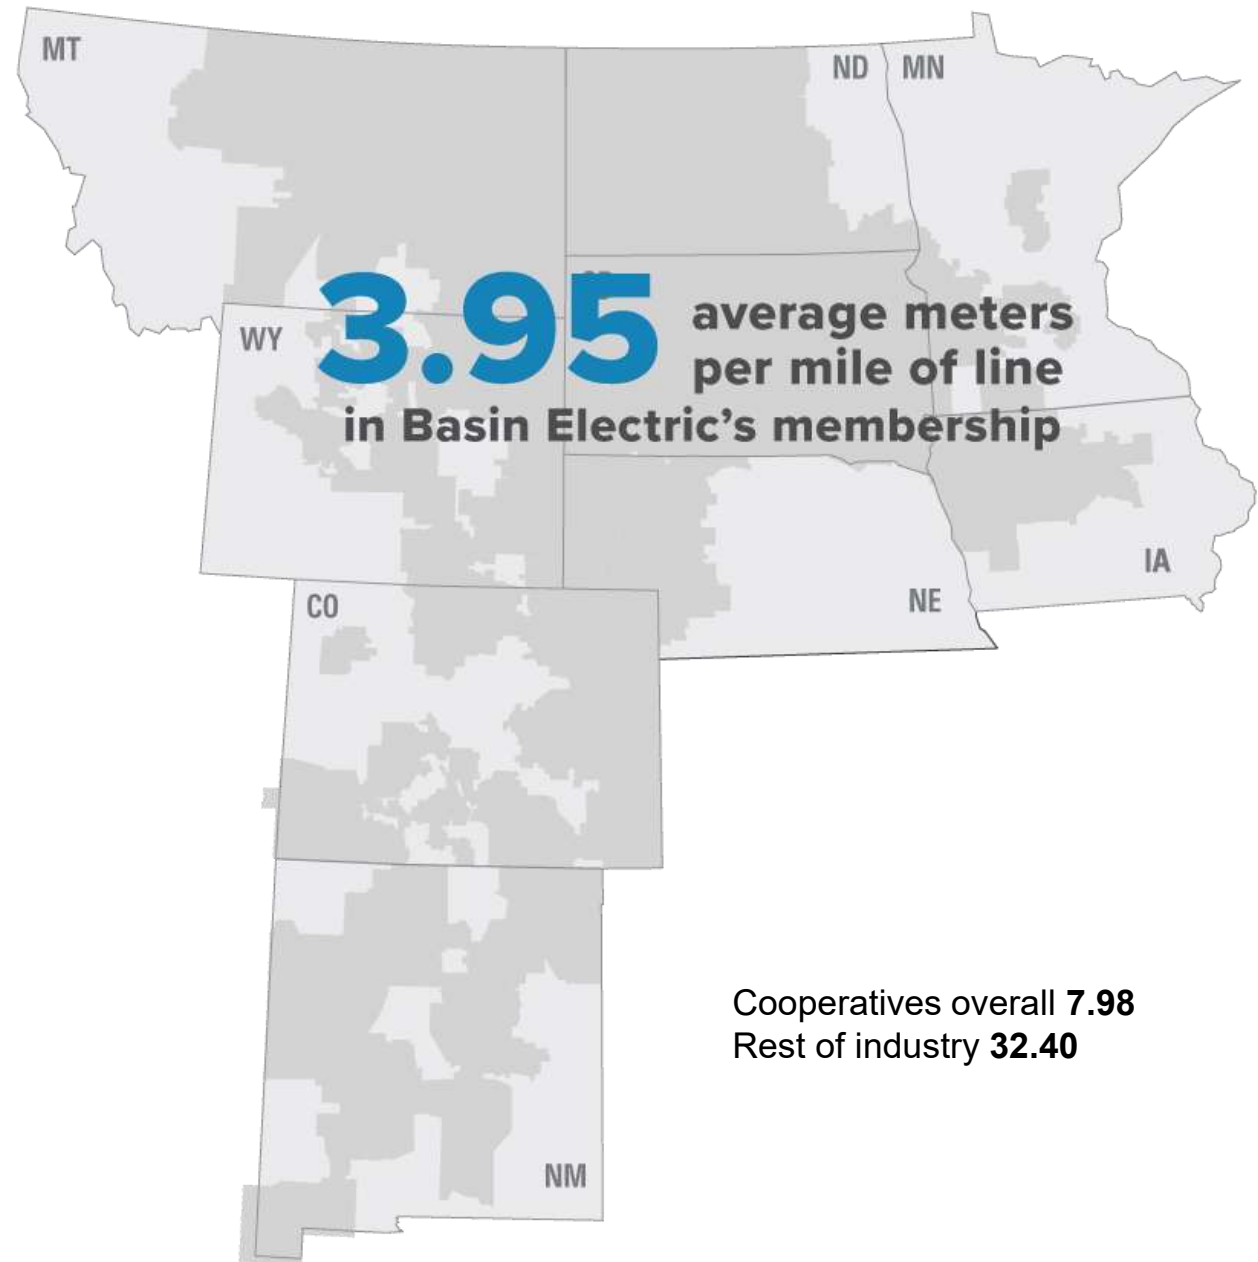 MT
ND MN
WY
3.95 average meters
per mile of line
in Basin Electric's membership
IA
CO
NE
Cooperatives overall 7.98
Rest of industry 32.40
NM